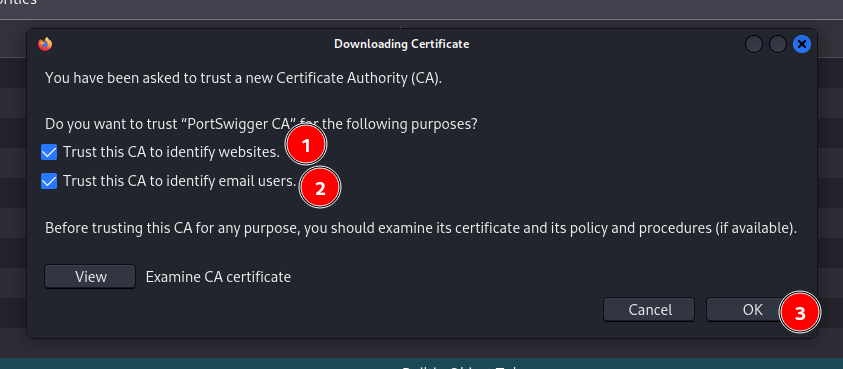 Downloading Certificate
You have been asked to trust a new Certificate Authority (CA).
Do you want to trust “PortSwigger CA” for the following purposes?
Trust this CA to identify websites.
1
Trust this CA to identify email users.
2
Before trusting this CA for any purpose, you should examine its certificate and its policy and procedures (if available).
View Examine CA certificate
Cancel OK
3